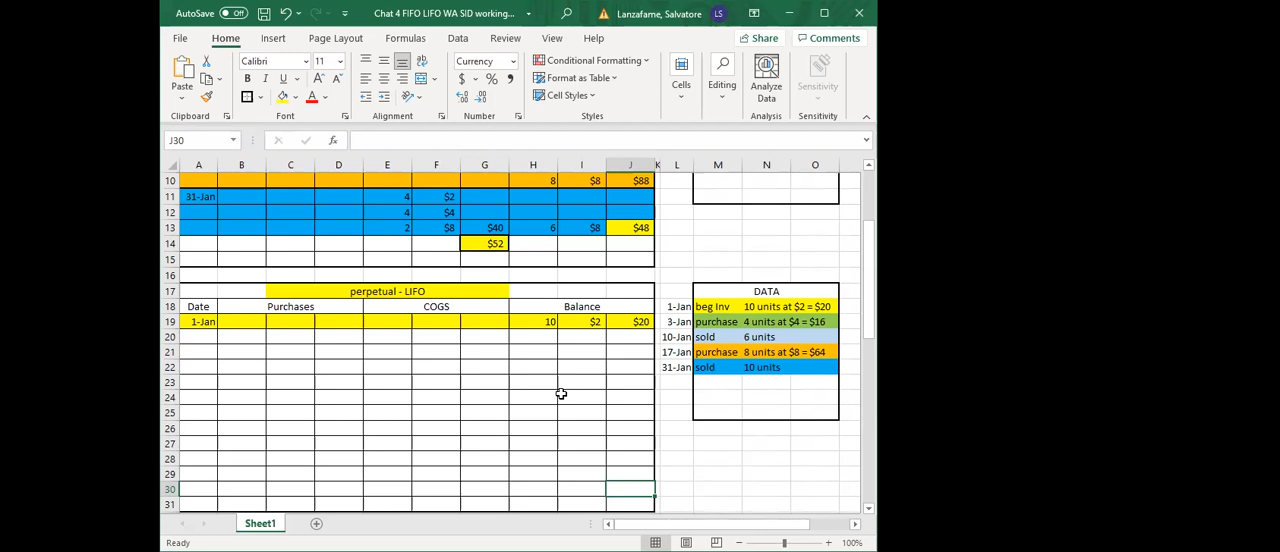 AutoSave Off Chat 4 FIFO LIFO WA SID working... Lanzafame, Salvatore LS
File Home Insert Page Layout Formulas Data Review View Help Share Comments
Paste Calibri 11 Currency Conditional Formatting Cells Editing Analyze Data Sensitivity
B I U A $ % , Format as Table
Cell Styles
Clipboard Font Alignment Number Styles Analysis Sensitivity
J30 fx
A B C D E F G H I J K L M N O
10 8 $8 $88
11 31-Jan 4 $2
12 4 $4
13 2 $8 $40 6 $8 $48
14 $52
15
16
17 perpetual - LIFO DATA
18 Date Purchases COGS Balance 1-Jan beg Inv 10 units at $2 = $20
19 1-Jan 10 $2 $20 3-Jan purchase 4 units at $4 = $16
20 10-Jan sold 6 units
21 17-Jan purchase 8 units at $8 = $64
22 31-Jan sold 10 units
23
24
25
26
27
28
29
30
31
Sheet1
Ready 100%